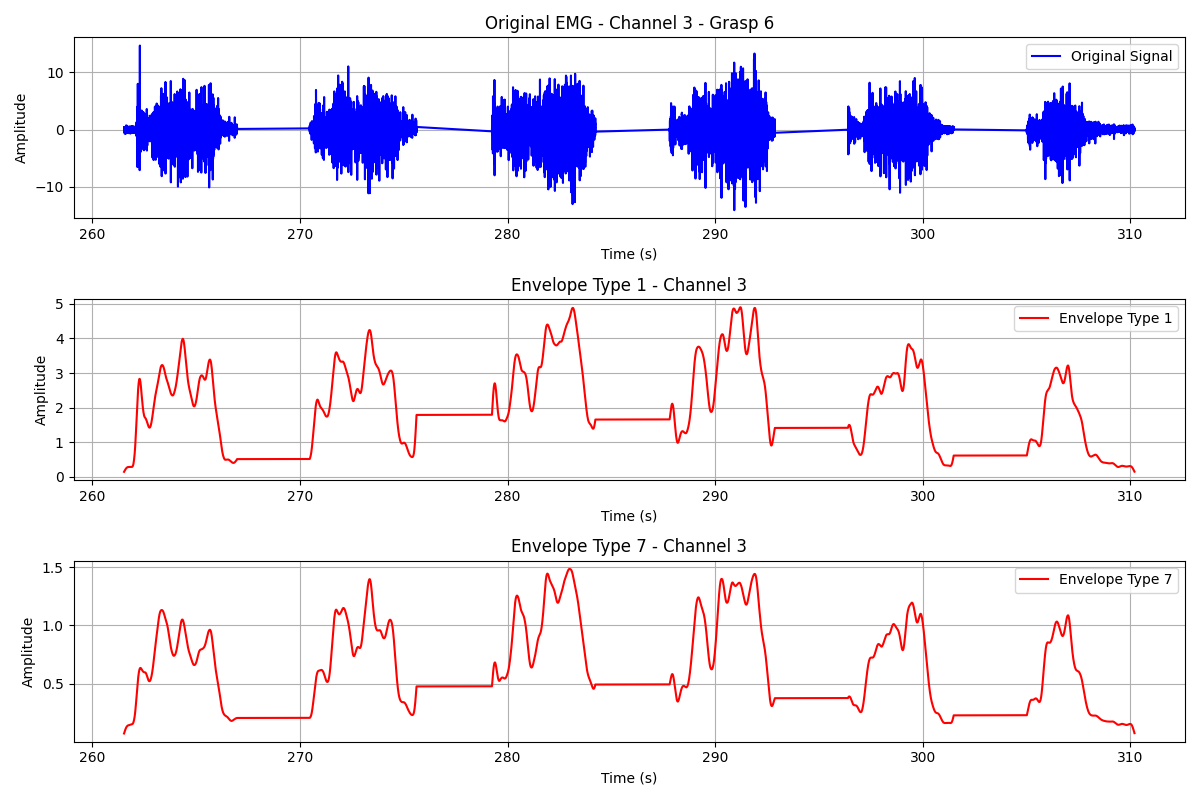 Original EMG - Channel 3 - Grasp 6
Original Signal
Amplitude
10
0
−10
260 270 280 290 300 310
Time (s)
Envelope Type 1 - Channel 3
Envelope Type 1
Amplitude
5
4
3
2
1
0
260 270 280 290 300 310
Time (s)
Envelope Type 7 - Channel 3
Envelope Type 7
Amplitude
1.5
1.0
0.5
260 270 280 290 300 310
Time (s)